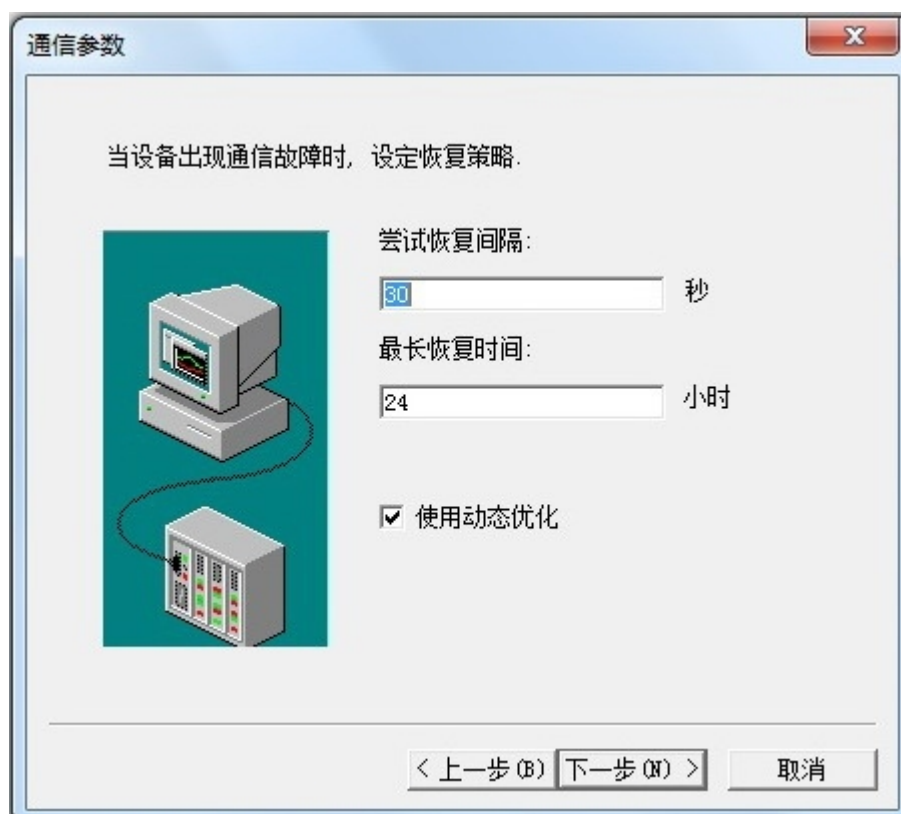 通信参数
当设备出现通信故障时, 设定恢复策略.
尝试恢复间隔:
30 秒
最长恢复时间:
24 小时
使用动态优化
< 上一步(B) 下一步(N) > 取消